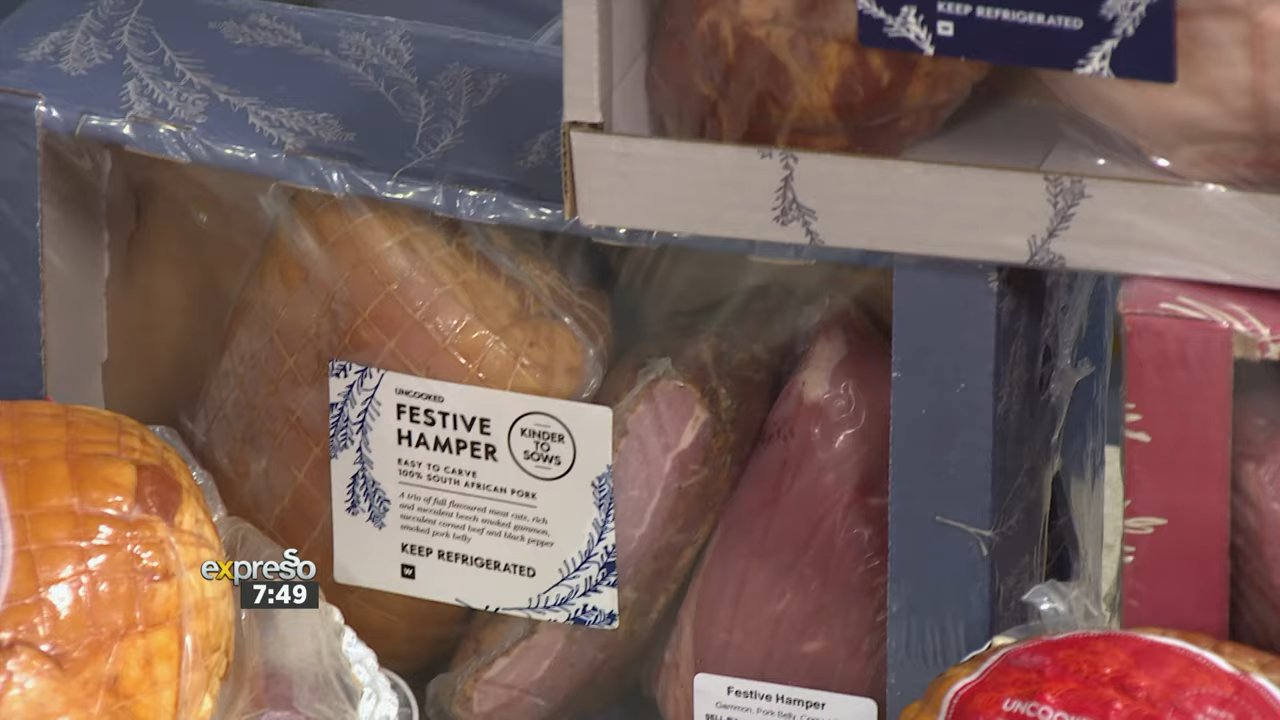 KEEP REFRIGERATED
W
UNCOOKED
FESTIVE
HAMPER
KINDER
TO
SOWS
EASY TO CARVE
100% SOUTH AFRICAN PORK
A trio of full flavoured meat cuts, rich
and succulent beech smoked gammon,
succulent corned beef and black pepper
smoked pork belly
KEEP REFRIGERATED
W
expresso
7:49
Festive Hamper
Gammon, Pork Belly,
UNCOOKED